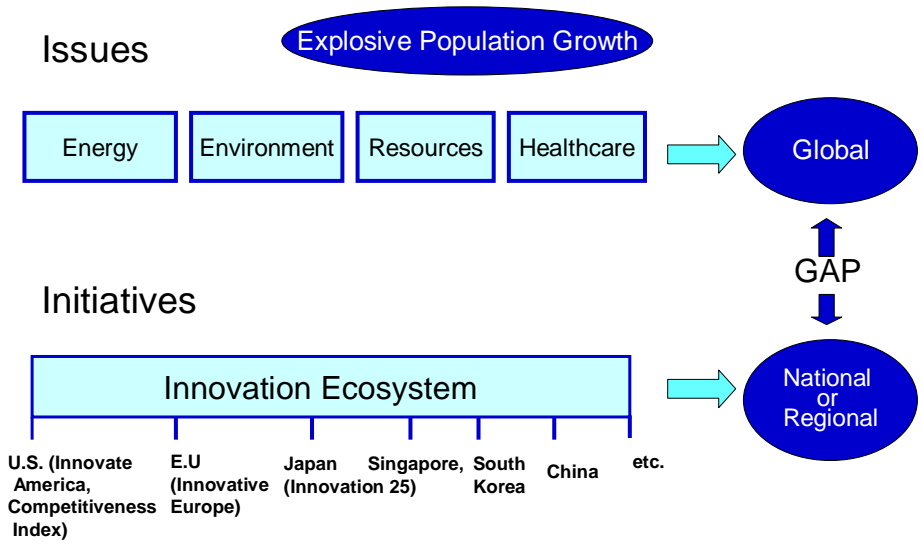 Issues
Explosive Population Growth
Energy
Environment
Resources
Healthcare
Global
GAP
Initiatives
Innovation Ecosystem
National
or
Regional
U.S. (Innovate
America,
Competitiveness
Index)
E.U
(Innovative
Europe)
Japan
(Innovation 25)
Singapore,
South
Korea
China
etc.